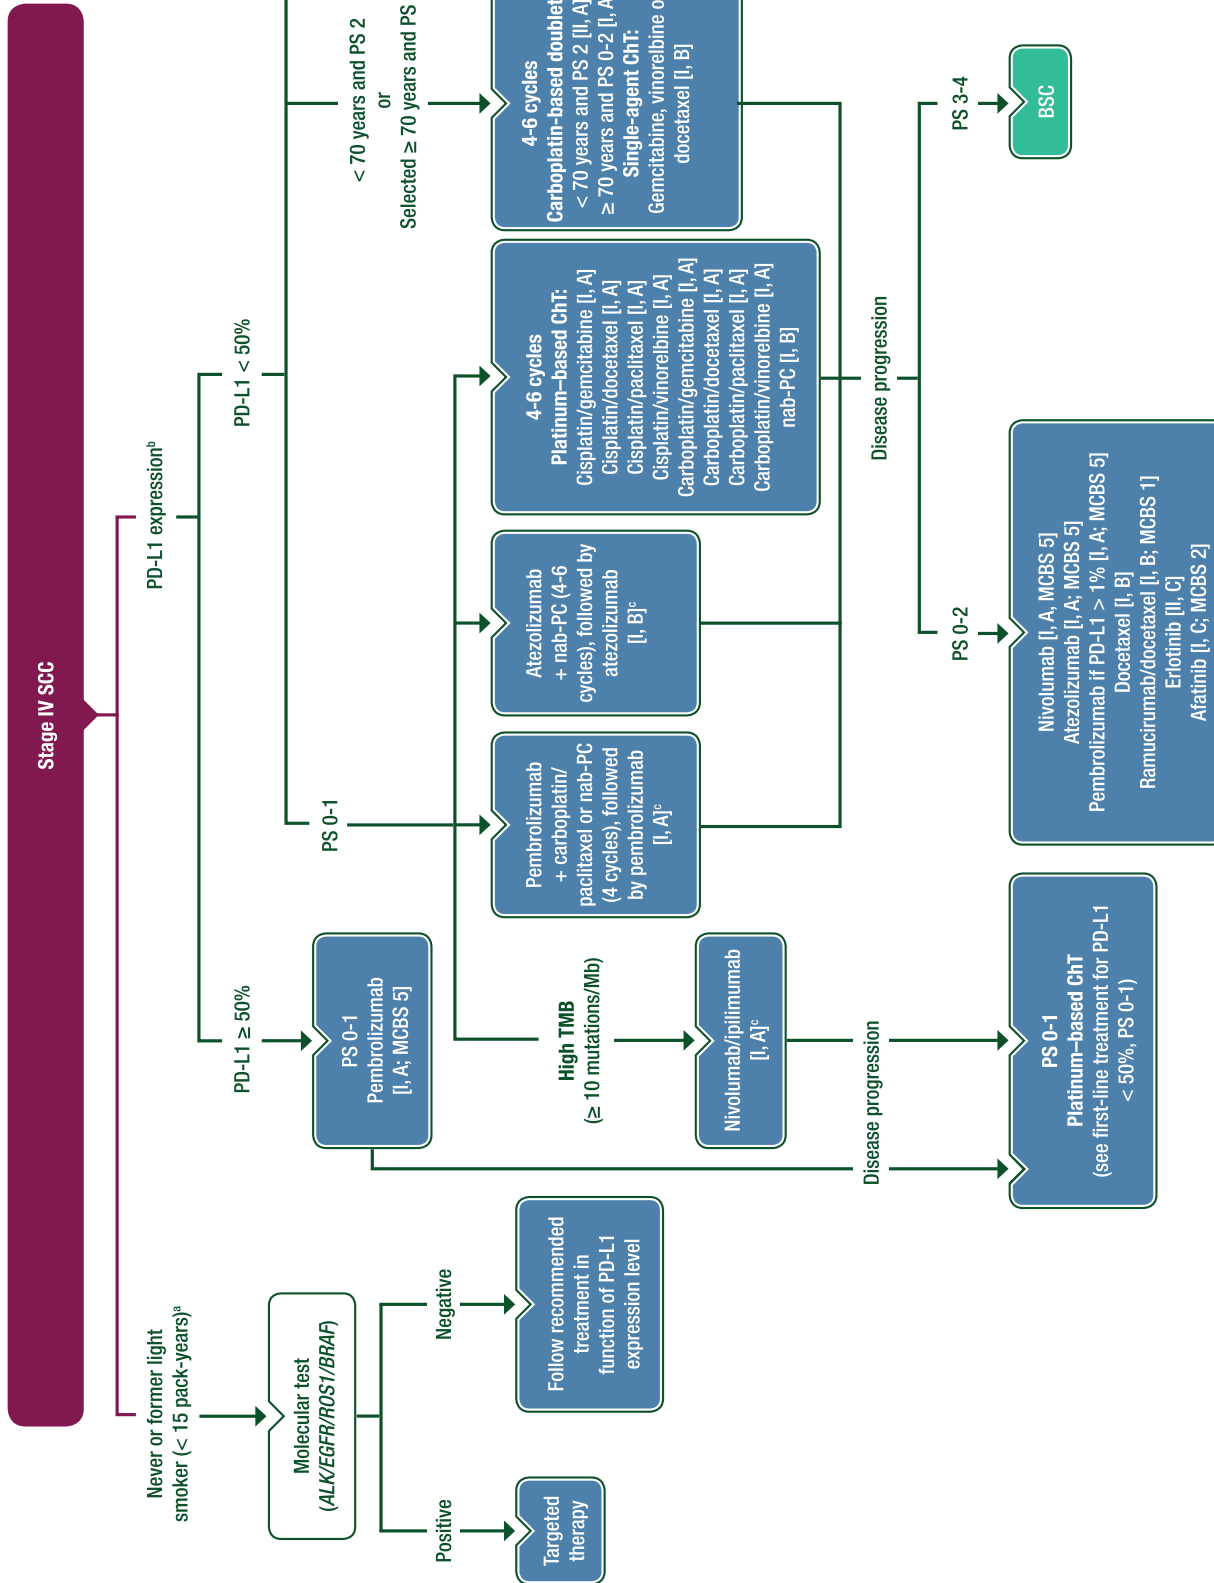 Stage IV SCC
Never or former light
smoker (< 15 pack-years)ᵃ
Molecular test
(ALK/EGFR/ROS1/BRAF)
Positive
Targeted
therapy
Negative
Follow recommended
treatment in
function of PD-L1
expression level
PD-L1 expressionᵇ
PD-L1 ≥ 50%
PS 0-1
Pembrolizumab
[I, A; MCBS 5]
PD-L1 < 50%
PS 0-1
High TMB
(≥ 10 mutations/Mb)
Nivolumab/ipilimumab
[I, A]ᶜ
Disease progression
PS 0-1
Platinum–based ChT
(see first-line treatment for PD-L1
< 50%, PS 0-1)
Pembrolizumab
+ carboplatin/
paclitaxel or nab-PC
(4 cycles), followed
by pembrolizumab
[I, A]ᶜ
Atezolizumab
+ nab-PC (4-6
cycles), followed by
atezolizumab
[I, B]ᶜ
4-6 cycles
Platinum–based ChT:
Cisplatin/gemcitabine [I, A]
Cisplatin/docetaxel [I, A]
Cisplatin/paclitaxel [I, A]
Cisplatin/vinorelbine [I, A]
Carboplatin/gemcitabine [I, A]
Carboplatin/docetaxel [I, A]
Carboplatin/paclitaxel [I, A]
Carboplatin/vinorelbine [I, A]
nab-PC [I, B]
< 70 years and PS 2
or
Selected ≥ 70 years and PS
4-6 cycles
Carboplatin-based doublet
< 70 years and PS 2 [II, A]
≥ 70 years and PS 0-2 [I, A
Single-agent ChT:
Gemcitabine, vinorelbine o
docetaxel [I, B]
Disease progression
PS 0-2
Nivolumab [I, A, MCBS 5]
Atezolizumab [I, A; MCBS 5]
Pembrolizumab if PD-L1 > 1% [I, A; MCBS 5]
Docetaxel [I, B]
Ramucirumab/docetaxel [I, B; MCBS 1]
Erlotinib [II, C]
Afatinib [I, C; MCBS 2]
PS 3-4
BSC